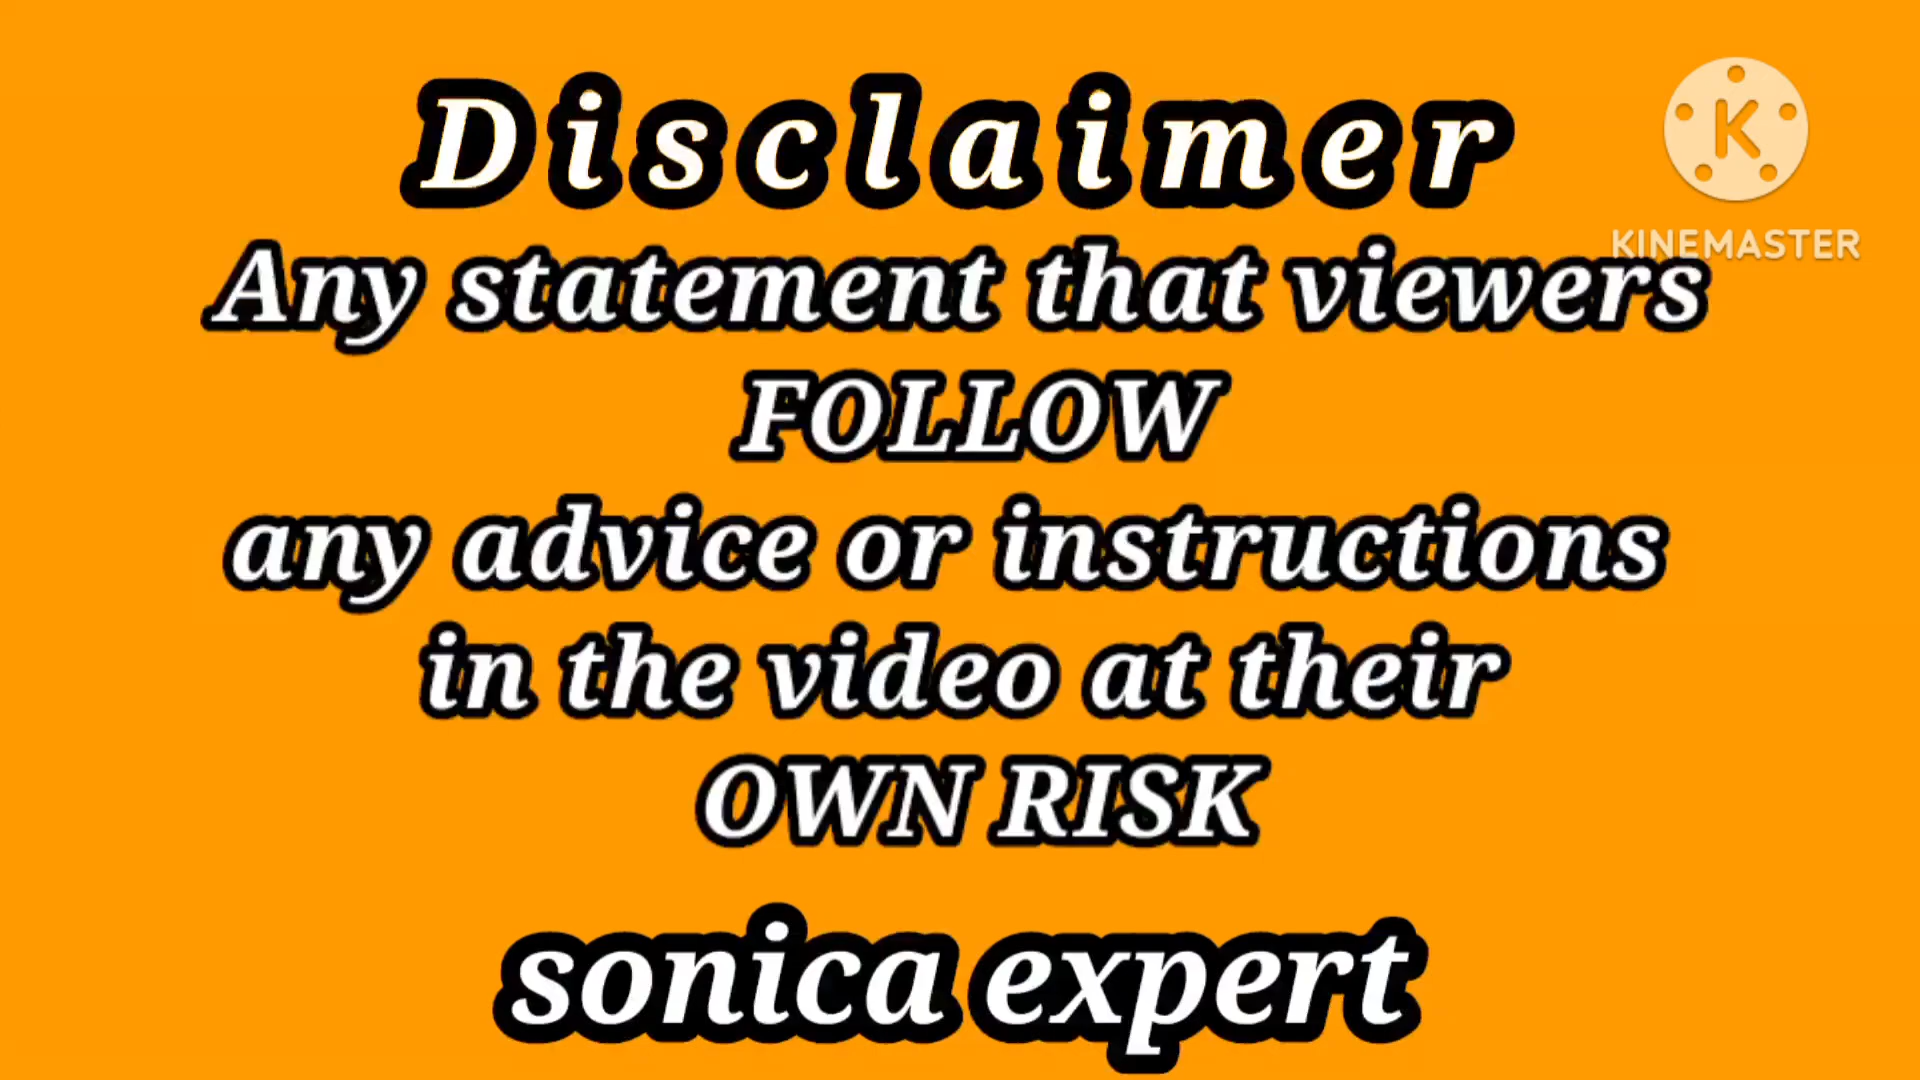 Disclaimer
KINEMASTER
Any statement that viewers
FOLLOW
any advice or instructions
in the video at their
OWN RISK
sonica expert